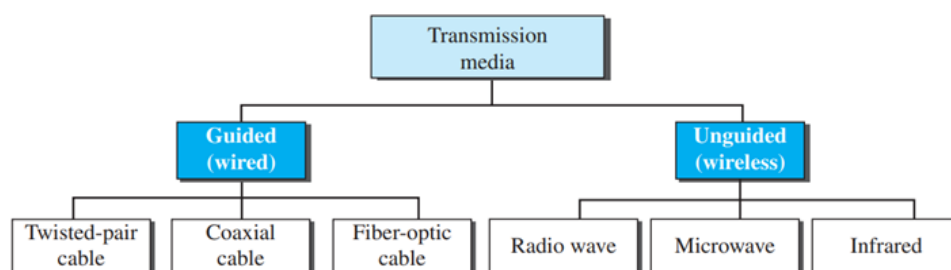 Transmission
media
Guided
(wired)
Unguided
(wireless)
Twisted-pair
cable
Coaxial
cable
Fiber-optic
cable
Radio wave
Microwave
Infrared